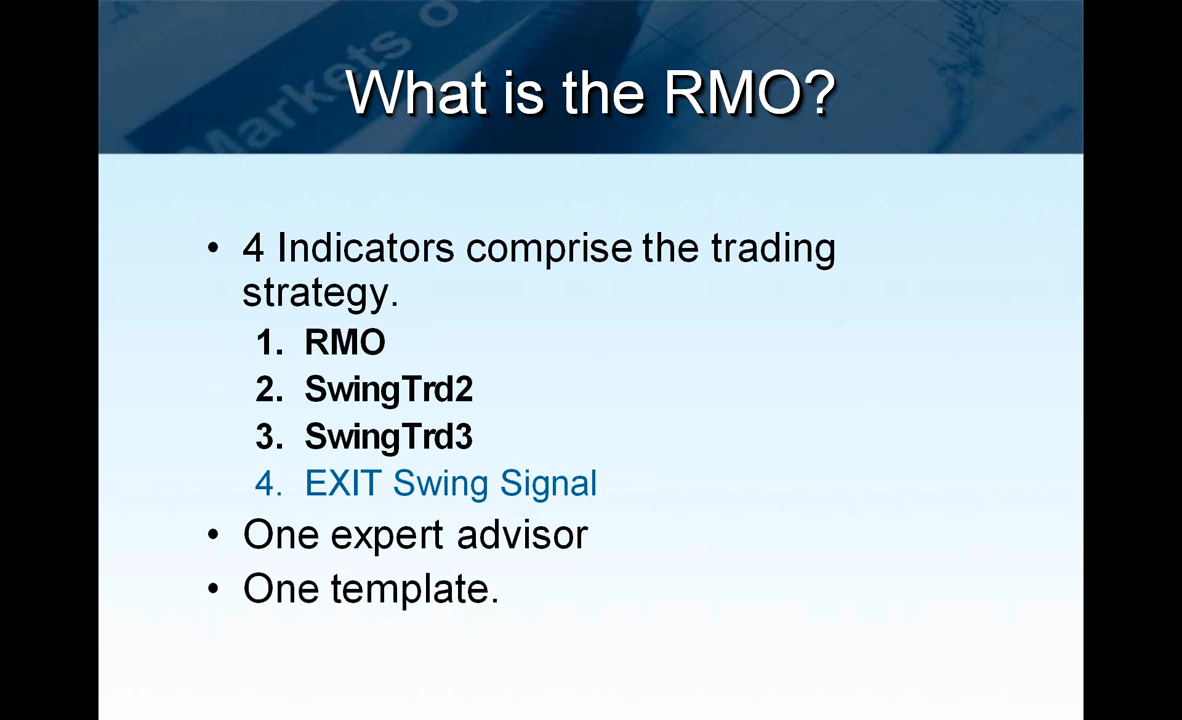 Markets
What is the RMO?
• 4 Indicators comprise the trading
strategy.
1. RMO
2. SwingTrd2
3. SwingTrd3
4. EXIT Swing Signal
• One expert advisor
• One template.